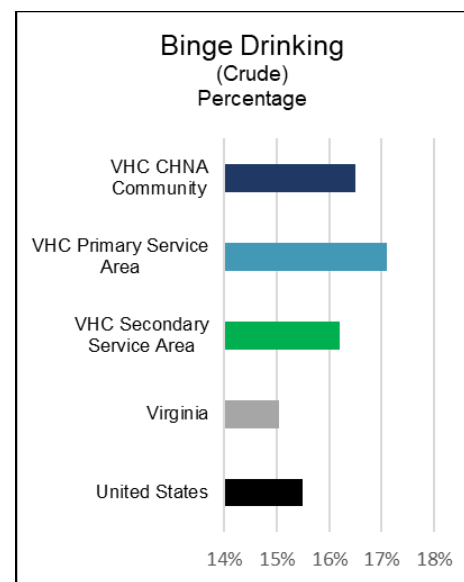 Binge Drinking
(Crude)
Percentage
VHC CHNA
Community
VHC Primary Service
Area
VHC Secondary
Service Area
Virginia
United States
14% 15% 16% 17% 18%